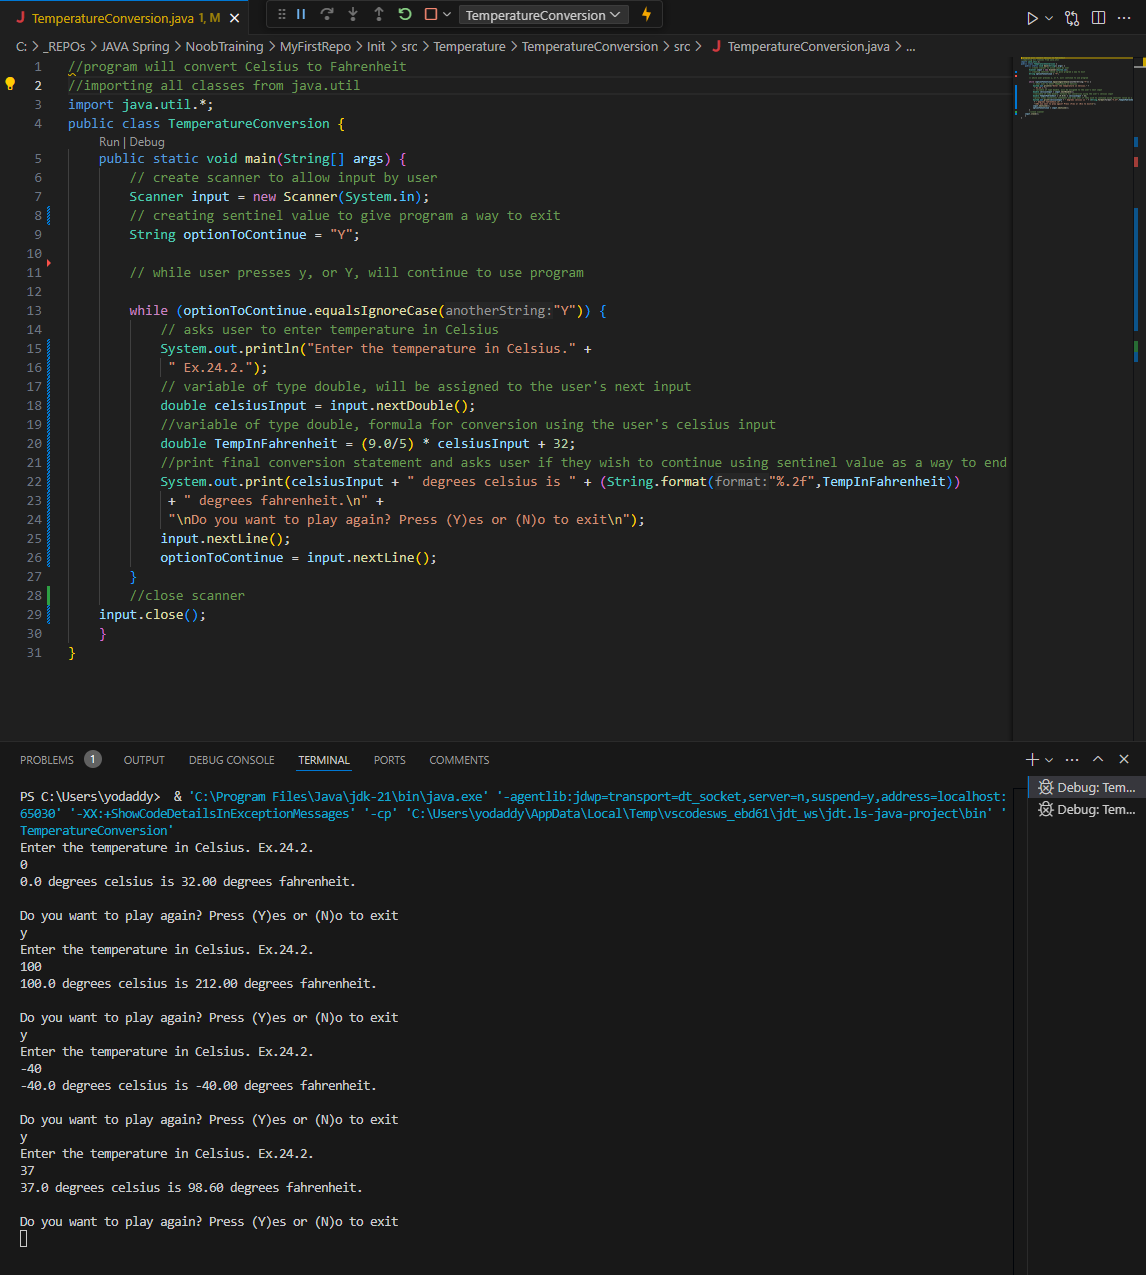 J TemperatureConversion.java 1, M
TemperatureConversion
C: > _REPOs > JAVA Spring > NoobTraining > MyFirstRepo > Init > src > Temperature > TemperatureConversion > src > J TemperatureConversion.java > ...
1 //program will convert Celsius to Fahrenheit
2 //importing all classes from java.util
3 import java.util.*;
4 public class TemperatureConversion {
Run | Debug
5 public static void main(String[] args) {
6 // create scanner to allow input by user
7 Scanner input = new Scanner(System.in);
8 // creating sentinel value to give program a way to exit
9 String optionToContinue = "Y";
10
11 // while user presses y, or Y, will continue to use program
12
13 while (optionToContinue.equalsIgnoreCase(anotherString:"Y")) {
14 // asks user to enter temperature in Celsius
15 System.out.println("Enter the temperature in Celsius." +
16 " Ex.24.2.");
17 // variable of type double, will be assigned to the user's next input
18 double celsiusInput = input.nextDouble();
19 //variable of type double, formula for conversion using the user's celsius input
20 double TempInFahrenheit = (9.0/5) * celsiusInput + 32;
21 //print final conversion statement and asks user if they wish to continue using sentinel value as a way to end
22 System.out.print(celsiusInput + " degrees celsius is " + (String.format(format:"%.2f",TempInFahrenheit))
23 + " degrees fahrenheit.\n" +
24 "\nDo you want to play again? Press (Y)es or (N)o to exit\n");
25 input.nextLine();
26 optionToContinue = input.nextLine();
27 }
28 //close scanner
29 input.close();
30 }
31 }
PROBLEMS 1 OUTPUT DEBUG CONSOLE TERMINAL PORTS COMMENTS
Debug: Tem...
Debug: Tem...
PS C:\Users\yodaddy> & 'C:\Program Files\Java\jdk-21\bin\java.exe' '-agentlib:jdwp=transport=dt_socket,server=n,suspend=y,address=localhost:
65030' '-XX:+ShowCodeDetailsInExceptionMessages' '-cp' 'C:\Users\yodaddy\AppData\Local\Temp\vscodesws_ebd61\jdt_ws\jdt.ls-java-project\bin' '
TemperatureConversion'
Enter the temperature in Celsius. Ex.24.2.
0
0.0 degrees celsius is 32.00 degrees fahrenheit.
Do you want to play again? Press (Y)es or (N)o to exit
y
Enter the temperature in Celsius. Ex.24.2.
100
100.0 degrees celsius is 212.00 degrees fahrenheit.
Do you want to play again? Press (Y)es or (N)o to exit
y
Enter the temperature in Celsius. Ex.24.2.
-40
-40.0 degrees celsius is -40.00 degrees fahrenheit.
Do you want to play again? Press (Y)es or (N)o to exit
y
Enter the temperature in Celsius. Ex.24.2.
37
37.0 degrees celsius is 98.60 degrees fahrenheit.
Do you want to play again? Press (Y)es or (N)o to exit